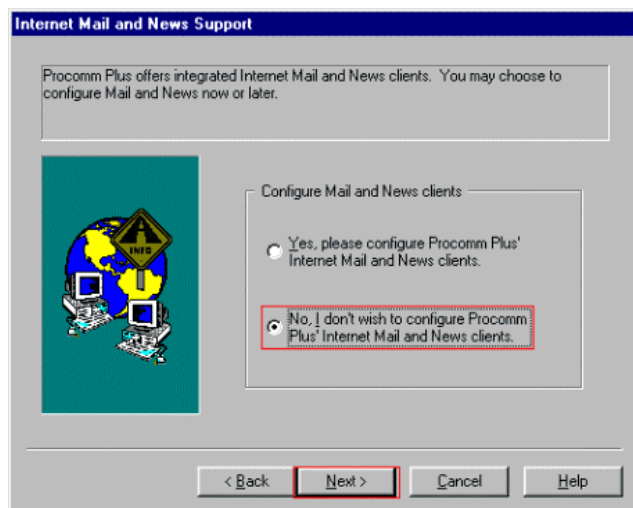 Internet Mail and News Support
Procomm Plus offers integrated Internet Mail and News clients. You may choose to
configure Mail and News now or later.
Configure Mail and News clients
Yes, please configure Procomm Plus'
Internet Mail and News clients.
INFO
No, I don't wish to configure Procomm
Plus' Internet Mail and News clients.
< Back
Next >
Cancel
Help